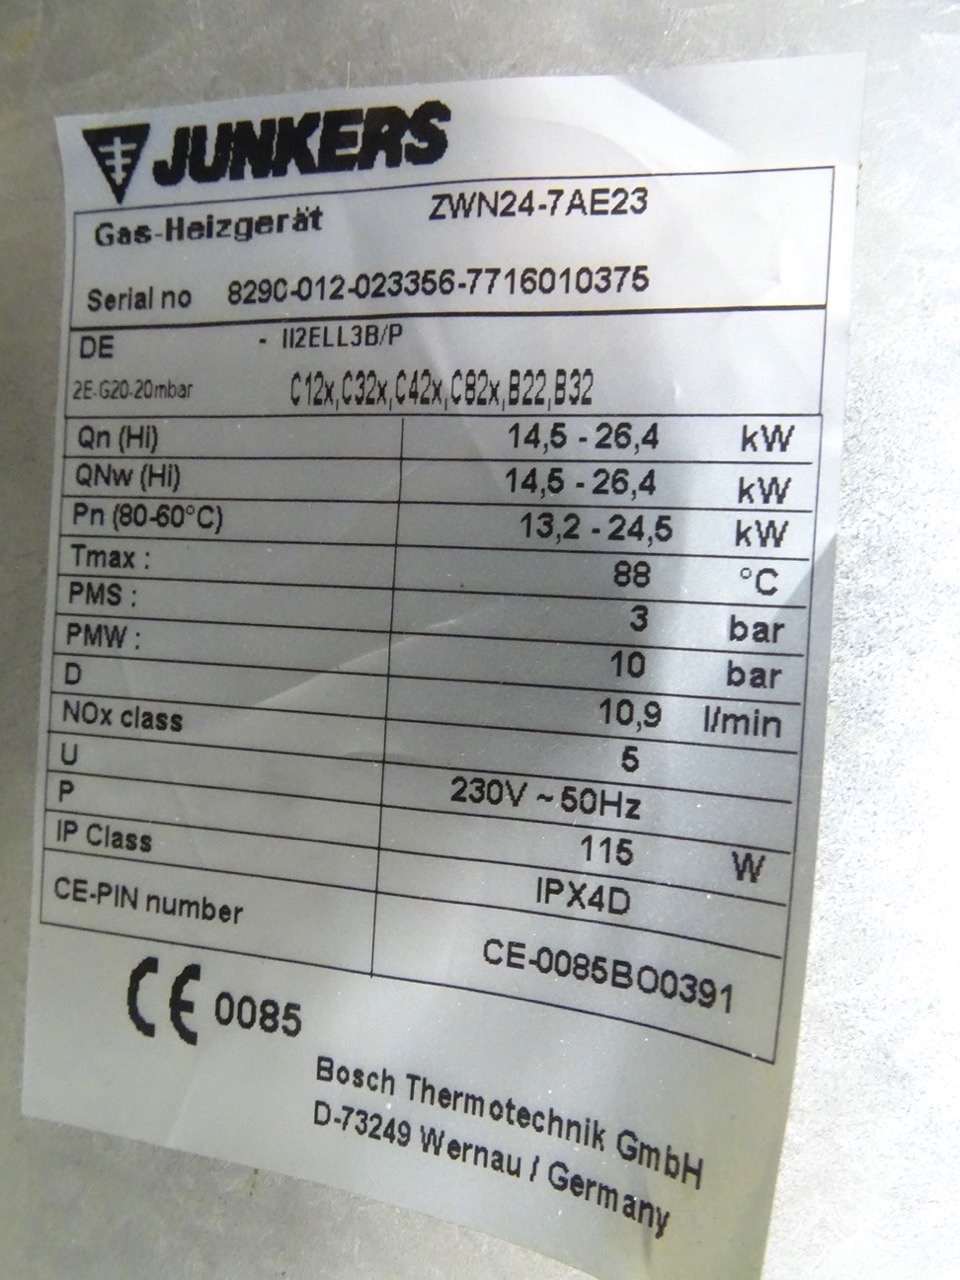 JUNKERS
Gas-Heizgerät ZWN24-7AE23
Serial no 8290-012-023356-7716010375
DE - II2ELL3B/P
2E-G20-20mbar C12x,C32x,C42x,C82x,B22,B32
Qn (Hi) 14,5 - 26,4 kW
QNw (Hi) 14,5 - 26,4 kW
Pn (80-60°C) 13,2 - 24,5 kW
Tmax : 88 °C
PMS : 3 bar
PMW : 10 bar
D 10,9 l/min
NOx class 5
U 230V ~ 50Hz
P 115 W
IP Class IPX4D
CE-PIN number CE-0085BO0391
CE 0085
Bosch Thermotechnik GmbH
D-73249 Wernau / Germany